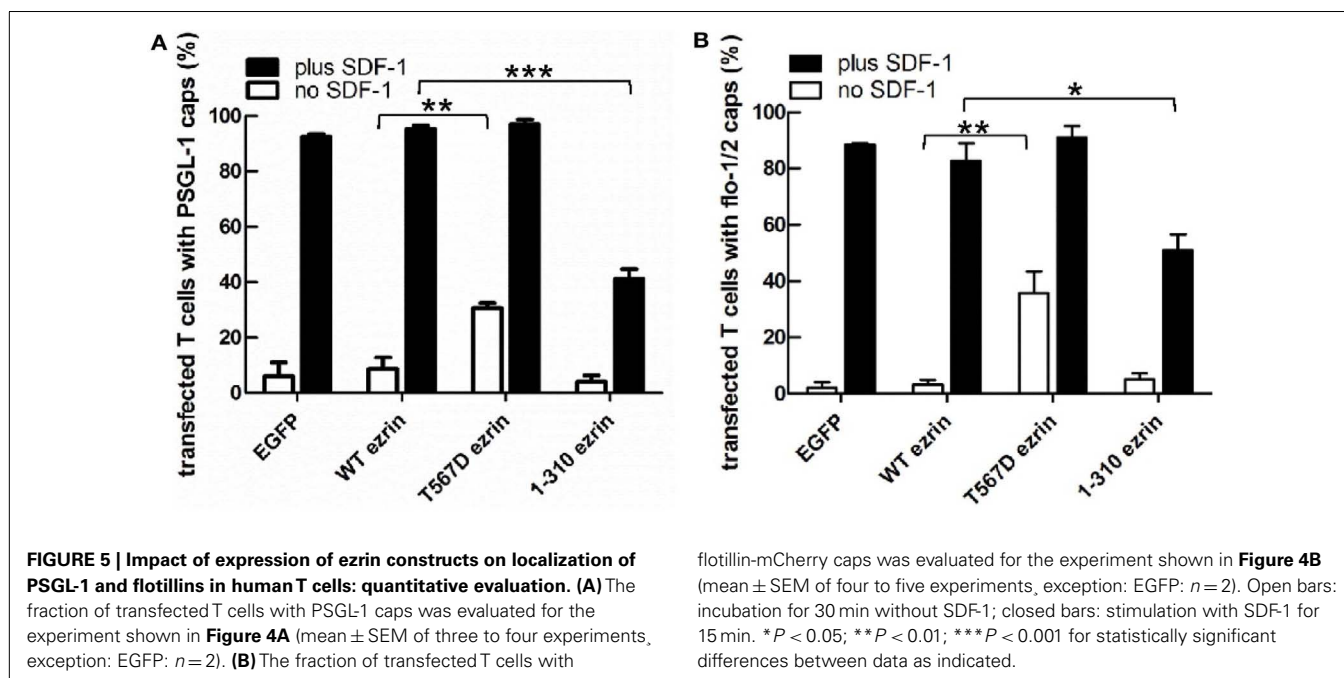 A
transfected T cells with PSGL-1 caps (%)
plus SDF-1
no SDF-1
***
**
100
80
60
40
20
0
EGFP
WT ezrin
T567D ezrin
1-310 ezrin
B
transfected T cells with flo-1/2 caps (%)
plus SDF-1
no SDF-1
*
**
100
80
60
40
20
0
EGFP
WT ezrin
T567D ezrin
1-310 ezrin
FIGURE 5 | Impact of expression of ezrin constructs on localization of
PSGL-1 and flotillins in human T cells: quantitative evaluation. (A) The
fraction of transfected T cells with PSGL-1 caps was evaluated for the
experiment shown in Figure 4A (mean ± SEM of three to four experiments,
exception: EGFP: n = 2). (B) The fraction of transfected T cells with
flotillin-mCherry caps was evaluated for the experiment shown in Figure 4B
(mean ± SEM of four to five experiments, exception: EGFP: n = 2). Open bars:
incubation for 30 min without SDF-1; closed bars: stimulation with SDF-1 for
15 min. *P < 0.05; **P < 0.01; ***P < 0.001 for statistically significant
differences between data as indicated.